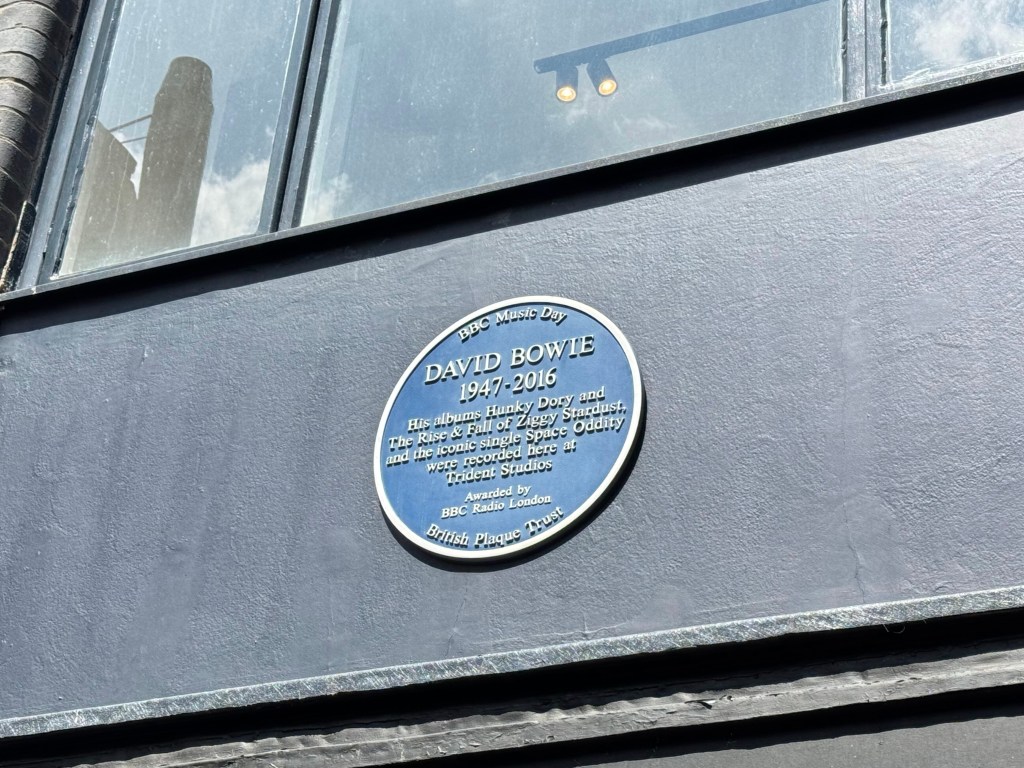 BBC Music Day
DAVID BOWIE
1947-2016
His albums Hunky Dory and
The Rise & Fall of Ziggy Stardust,
and the iconic single Space Oddity
were recorded here at
Trident Studios
Awarded by
BBC Radio London
British Plaque Trust